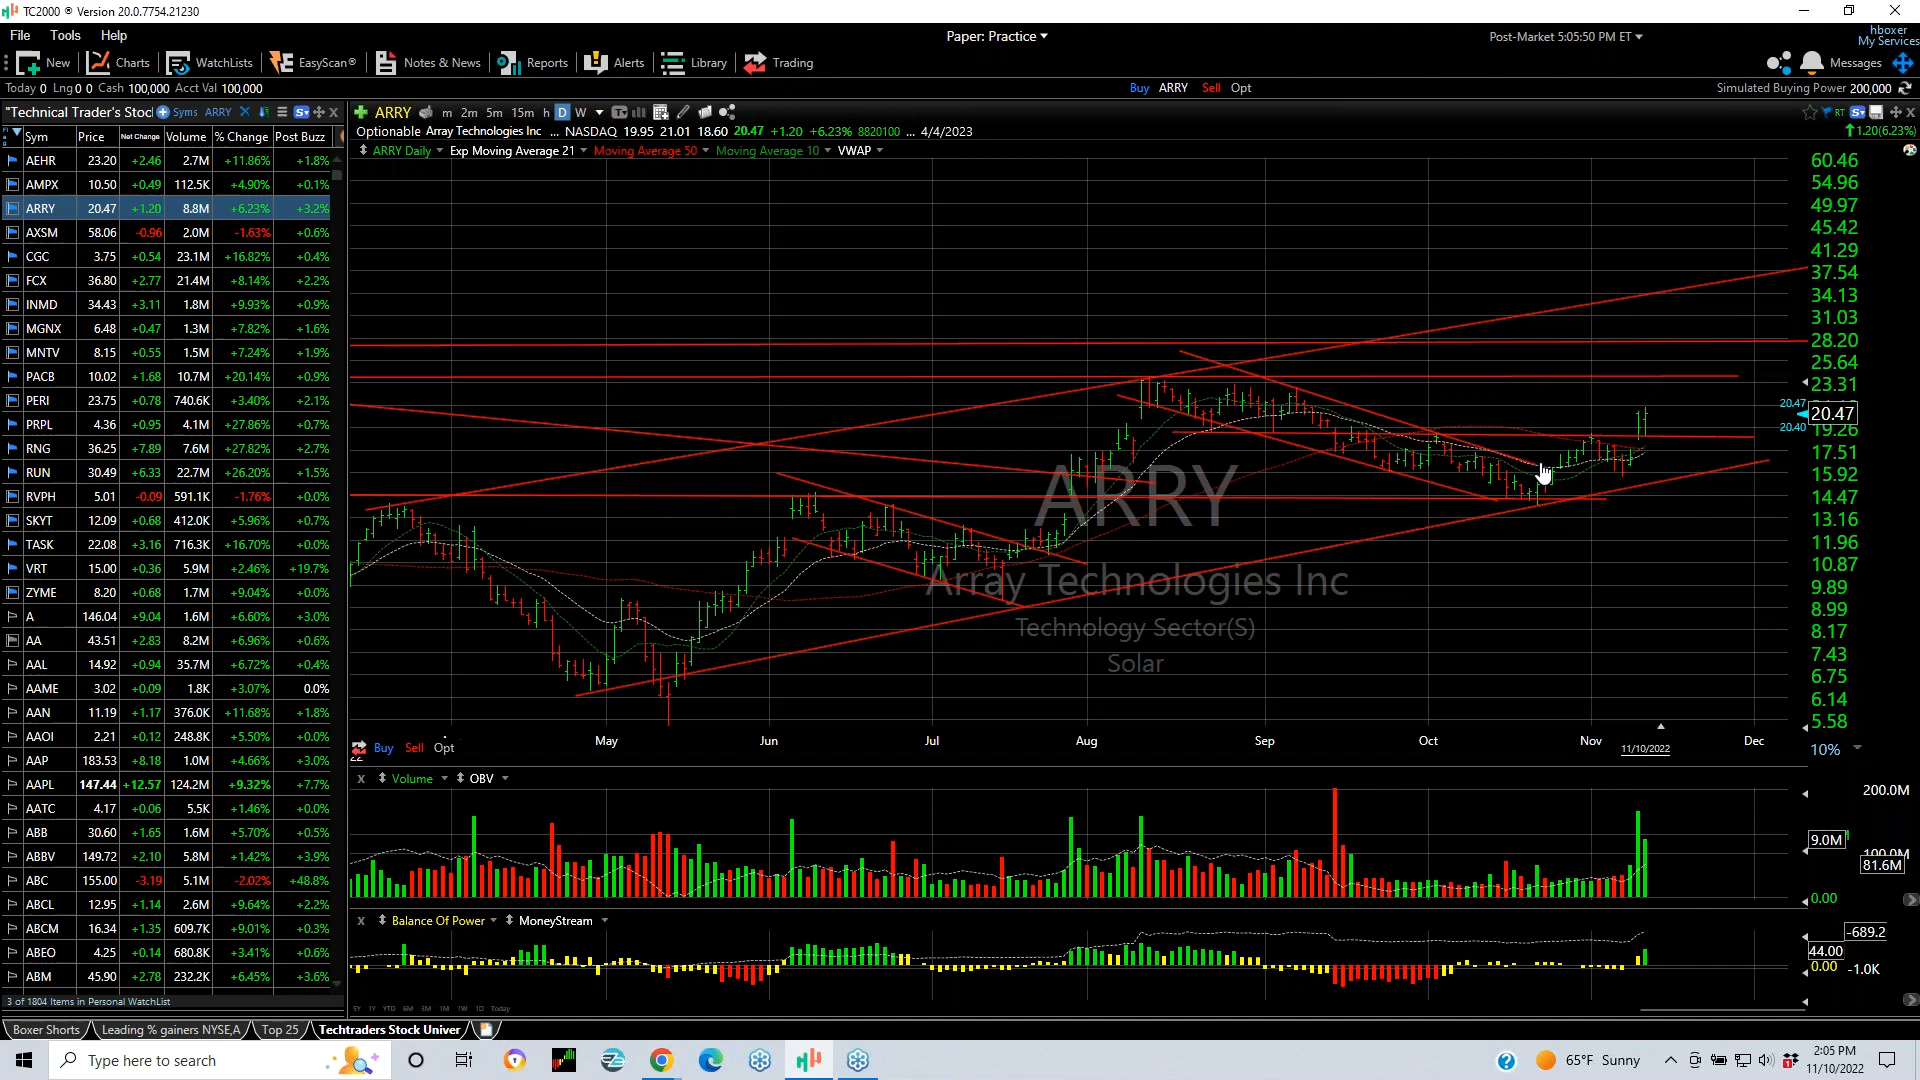 TC2000 ® Version 20.0.7754.21230
File Tools Help
Paper: Practice
Post-Market 5:05:50 PM ET
hboxer
My Services
New Charts WatchLists EasyScan® Notes & News Reports Alerts Library Trading
Messages
Today 0 Lng 0 0 Cash 100,000 Acct Val 100,000
Buy ARRY Sell Opt
Simulated Buying Power 200,000
"Technical Trader's Stock Syms ARRY
ARRY m 2m 5m 15m h D W
Optionable Array Technologies Inc ... NASDAQ 19.95 21.01 18.60 20.47 +1.20 +6.23% 8820100 ... 4/4/2023
1.20(6.23%)
ARRY Daily Exp Moving Average 21 Moving Average 50 Moving Average 10 VWAP
Sym Price Net Change Volume % Change Post Buzz
AEHR 23.20 +2.46 2.7M +11.86% +1.8%
AMPX 10.50 +0.49 112.5K +4.90% +0.1%
ARRY 20.47 +1.20 8.8M +6.23% +3.2%
AXSM 58.06 -0.96 2.0M -1.63% +0.6%
CGC 3.75 +0.54 23.1M +16.82% +0.4%
FCX 36.80 +2.77 21.4M +8.14% +2.2%
INMD 34.43 +3.11 1.8M +9.93% +0.9%
MGNX 6.48 +0.47 1.3M +7.82% +1.6%
MNTV 8.15 +0.55 1.5M +7.24% +1.9%
PACB 10.02 +1.68 10.7M +20.14% +0.9%
PERI 23.75 +0.78 740.6K +3.40% +2.1%
PRPL 4.36 +0.95 4.1M +27.86% +0.7%
RNG 36.25 +7.89 7.6M +27.82% +2.7%
RUN 30.49 +6.33 22.7M +26.20% +1.5%
RVPH 5.01 -0.09 591.1K -1.76% +0.0%
SKYT 12.09 +0.68 412.0K +5.96% +0.7%
TASK 22.08 +3.16 716.3K +16.70% +0.0%
VRT 15.00 +0.36 5.9M +2.46% +19.7%
ZYME 8.20 +0.68 1.7M +9.04% +0.0%
A 146.04 +9.04 1.6M +6.60% +3.0%
AA 43.51 +2.83 8.2M +6.96% +0.6%
AAL 14.92 +0.94 35.7M +6.72% +0.4%
AAME 3.02 +0.09 1.8K +3.07% 0.0%
AAN 11.19 +1.17 376.0K +11.68% +1.8%
AAOI 2.21 +0.12 248.8K +5.50% +0.0%
AAP 183.53 +8.18 1.0M +4.66% +3.0%
AAPL 147.44 +12.57 124.2M +9.32% +7.7%
AATC 4.17 +0.06 5.5K +1.46% +0.0%
ABB 30.60 +1.65 1.6M +5.70% +0.5%
ABBV 149.72 +2.10 5.8M +1.42% +3.9%
ABC 155.00 -3.19 5.1M -2.02% +48.8%
ABCL 12.95 +1.14 2.6M +9.64% +2.2%
ABCM 16.34 +1.35 609.7K +9.01% +0.3%
ABEO 4.25 +0.14 680.8K +3.41% +0.6%
ABM 45.90 +2.78 232.2K +6.45% +3.6%
3 of 1804 Items in Personal WatchList
60.46
54.96
49.97
45.42
41.29
37.54
34.13
31.03
28.20
25.64
23.31
20.47 20.47
20.40 19.26
17.51
15.92
14.47
13.16
11.96
10.87
9.89
8.99
8.17
7.43
6.75
6.14
5.58
10%
ARRY
Array Technologies Inc
Technology Sector(S)
Solar
May Jun Jul Aug Sep Oct Nov Dec
11/10/2022
Buy Sell Opt
22
x Volume OBV
200.0M
9.0M
100.0M
81.6M
0.00
x Balance Of Power MoneyStream
-689.2
44.00
0.00 -1.0K
5Y 1Y YTD 6M 3M 1M 1W 1D Today
Boxer Shorts Leading % gainers NYSE,A Top 25 Techtraders Stock Univer
Type here to search
65°F Sunny
2:05 PM
11/10/2022